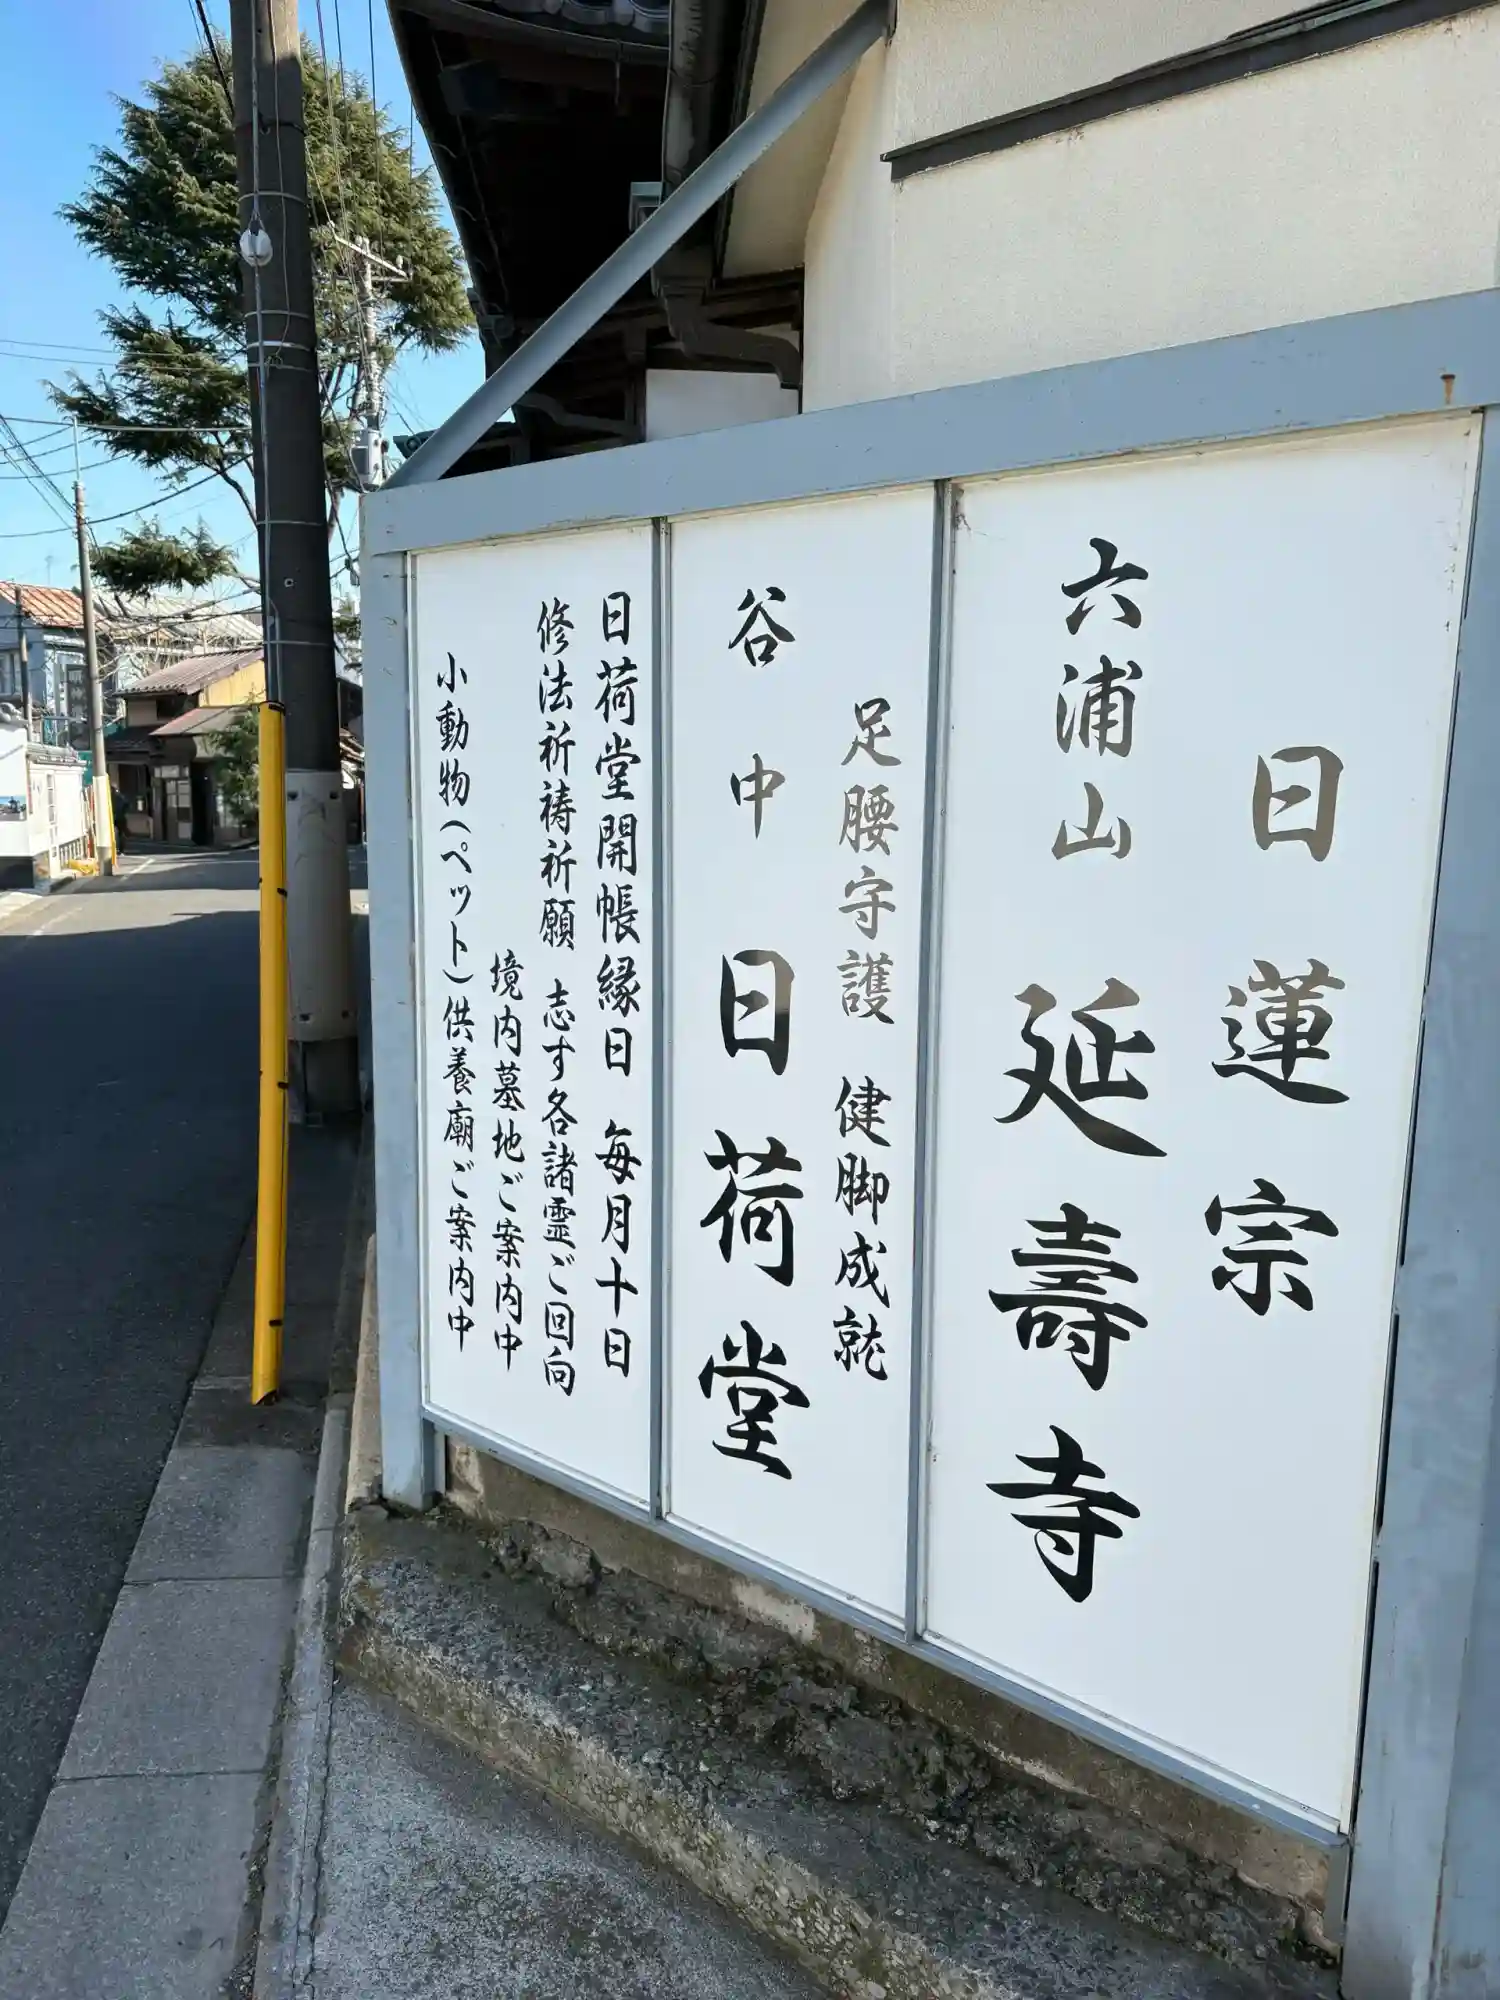 日蓮宗
六浦山 延壽寺
足腰守護 健脚成就
谷中 日荷堂
日荷堂開帳縁日 毎月十日
修法祈祷祈願 志す各諸霊ご回向
境内墓地ご案内中
小動物(ペット)供養廟ご案内中